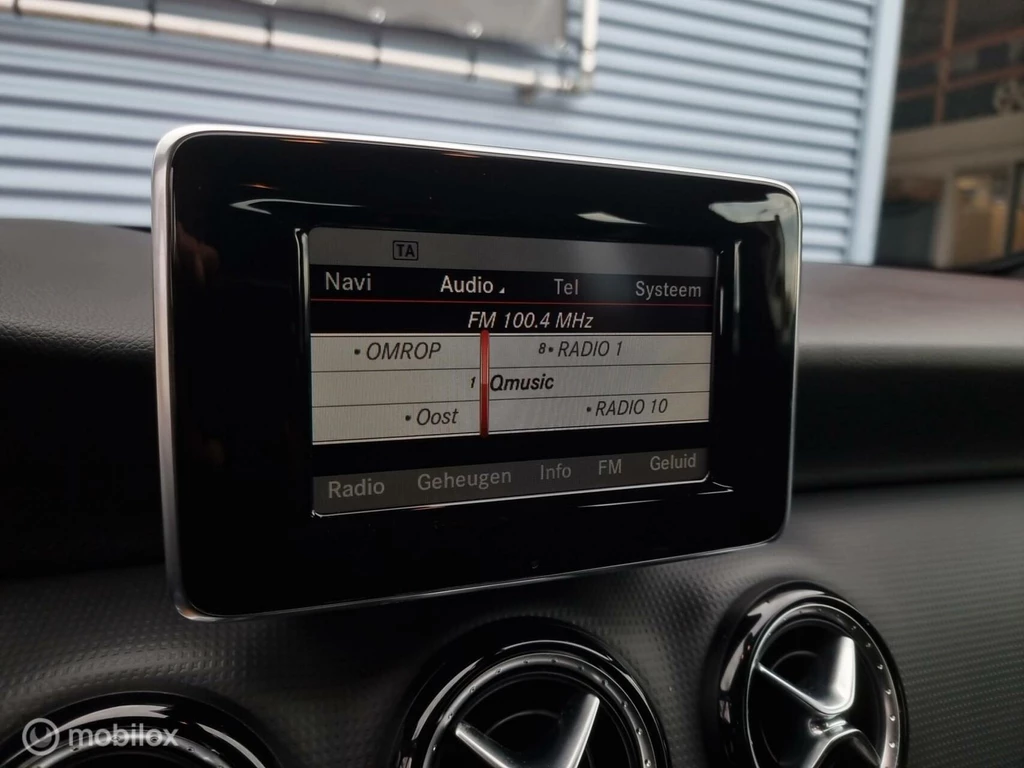 TA
Navi Audio Tel Systeem
FM 100.4 MHz
• OMROP 8• RADIO 1
1 Qmusic
• Oost • RADIO 10
Radio Geheugen Info FM Geluid
mobilox